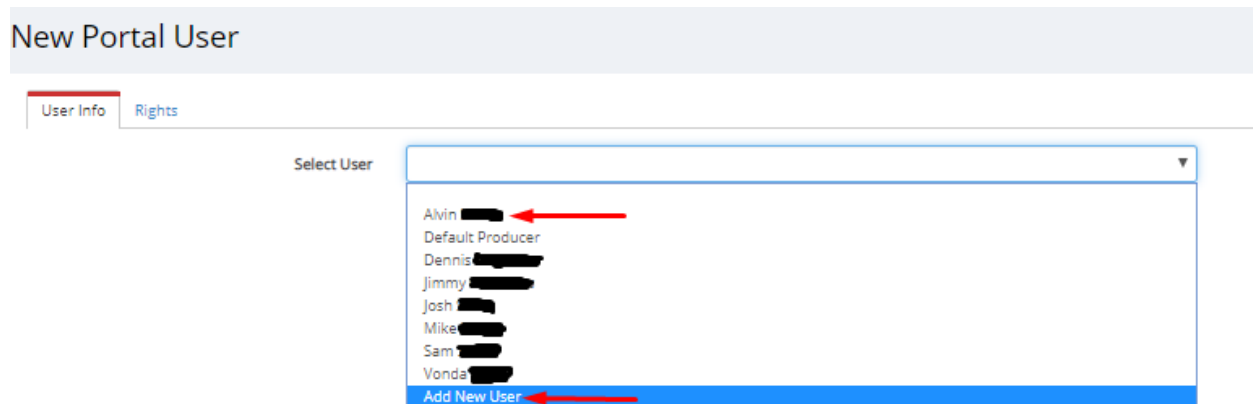 New Portal User
User Info Rights
Select User
Alvin
Default Producer
Dennis
Jimmy
Josh
Mike
Sam
Vonda
Add New User